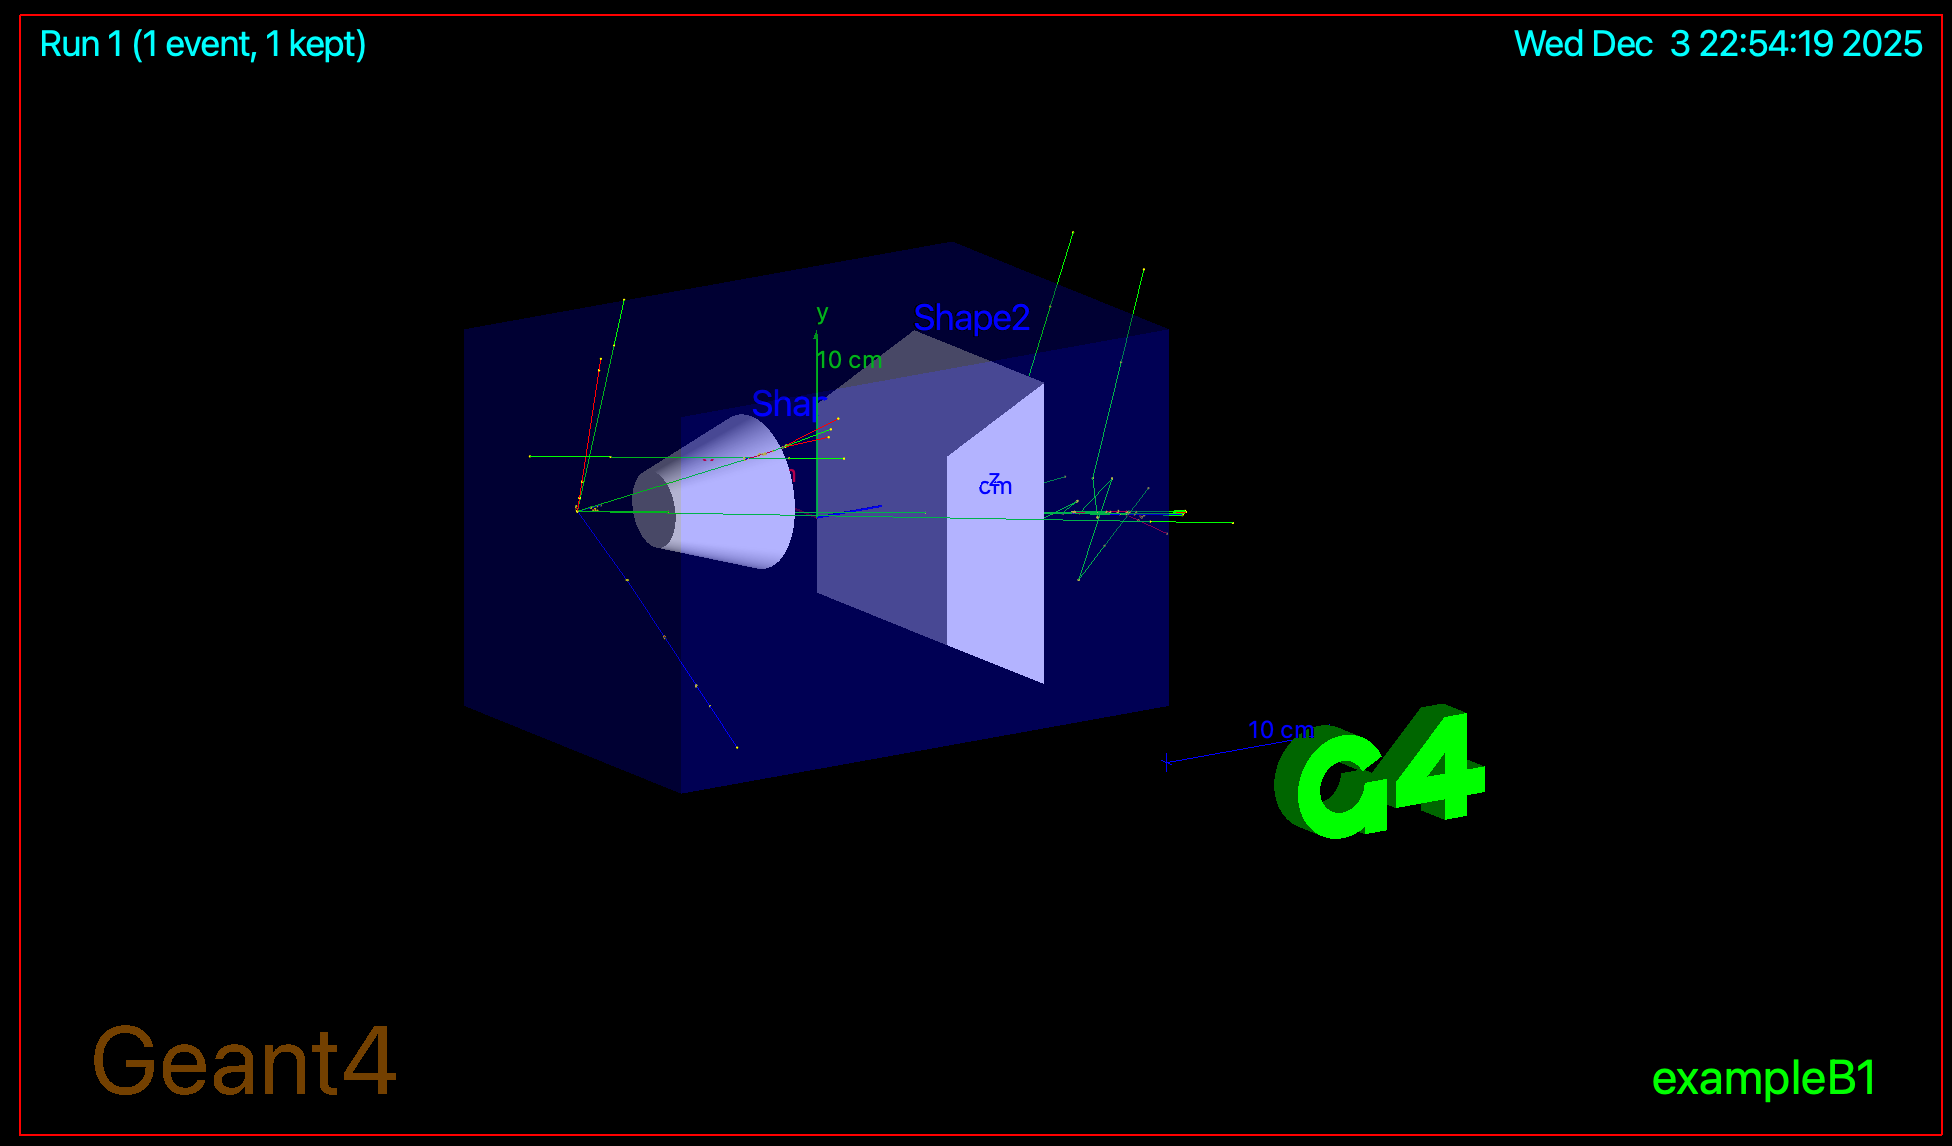 Run 1 (1 event, 1 kept)
Wed Dec  3 22:54:19 2025
Shape2
y
10 cm
z
cm
10 cm
G4
Geant4
exampleB1